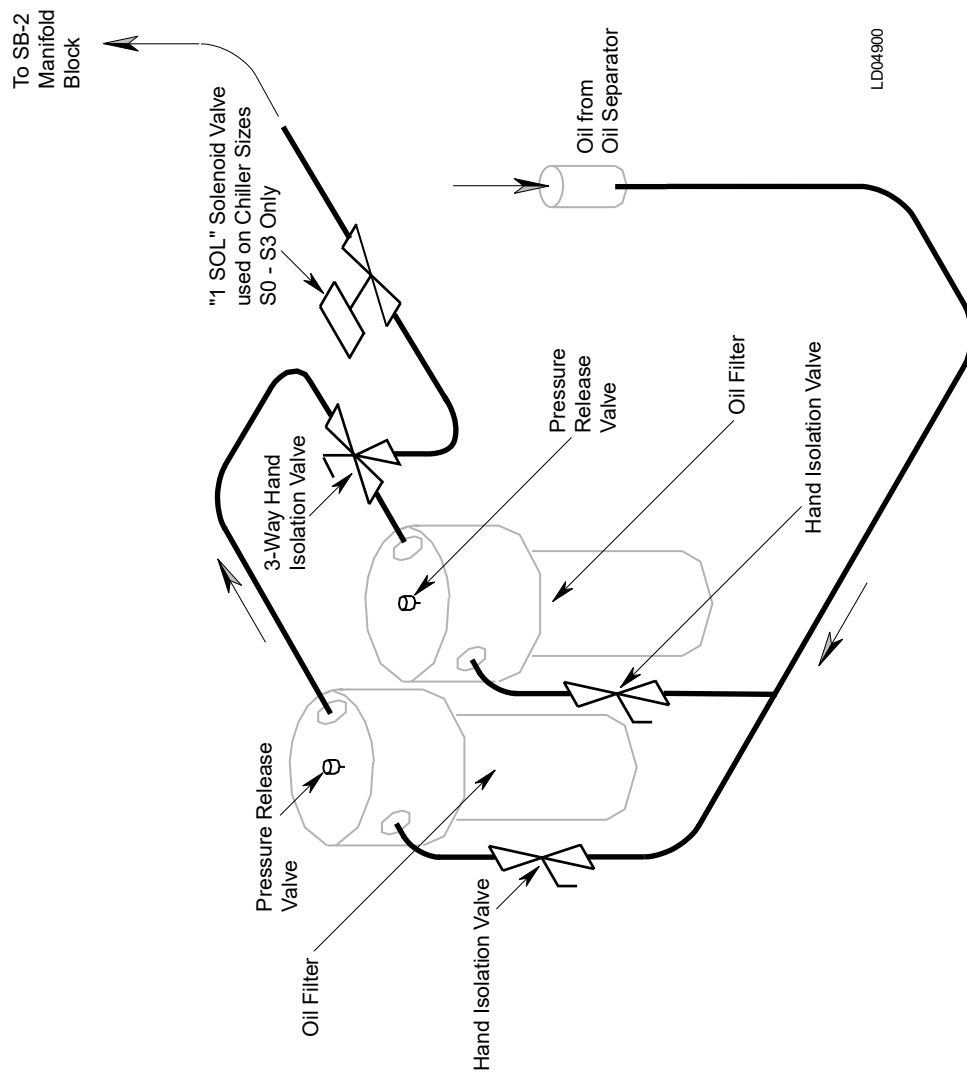 To SB-2
Manifold
Block
"1 SOL" Solenoid Valve
used on Chiller Sizes
S0 - S3 Only
3-Way Hand
Isolation Valve
Pressure Release
Valve
Oil Filter
Hand Isolation Valve
Pressure
Release
Valve
Oil Filter
Hand Isolation Valve
Oil from
Oil Separator
LD04900